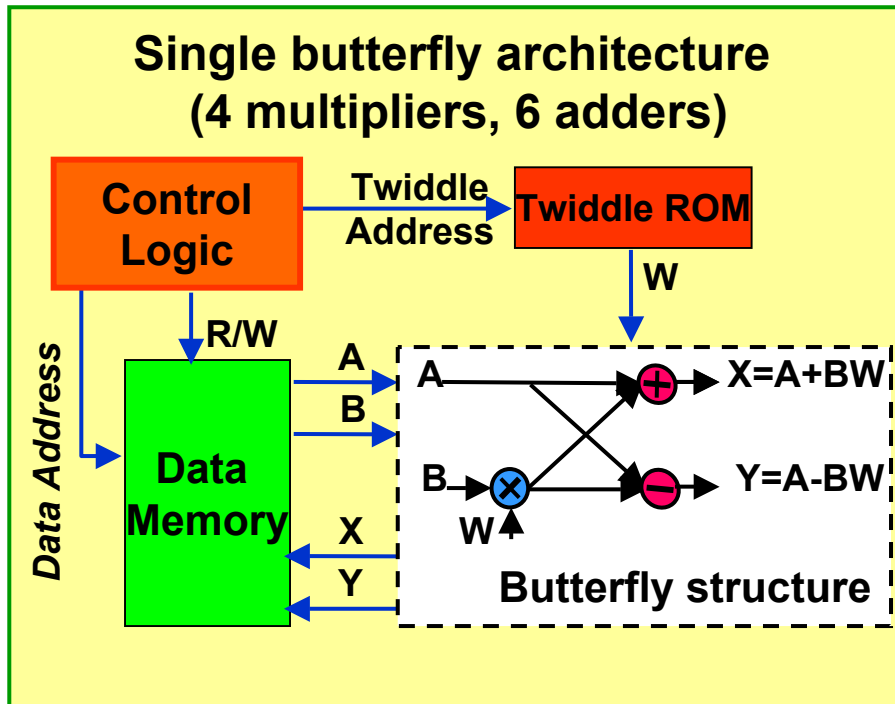 Single butterfly architecture
(4 multipliers, 6 adders)
Control
Logic
Twiddle
Address
Twiddle ROM
W
R/W
Data Address
Data
Memory
A
B
X
Y
A
X=A+BW
B
W
Y=A-BW
Butterfly structure